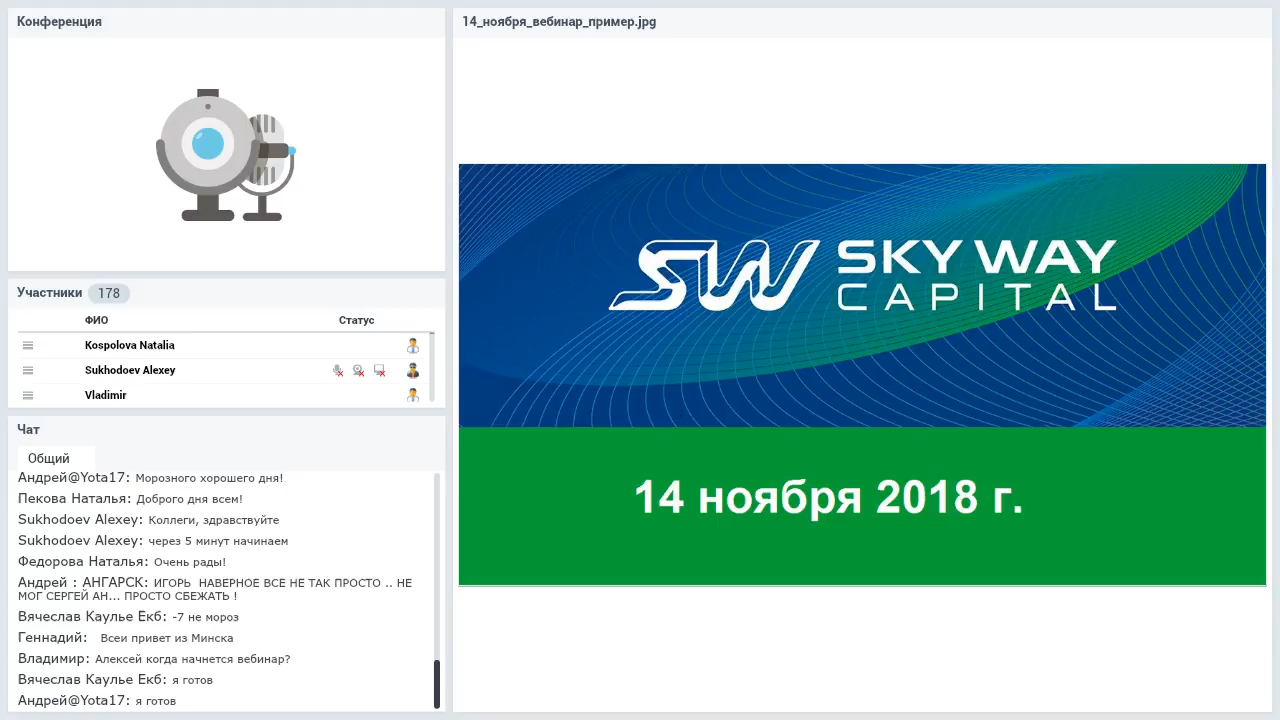 Конференция
Участники 178
ФИО Статус
Kospolova Natalia
Sukhodoev Alexey
Vladimir
Чат
Общий
Андрей@Yota17: Морозного хорошего дня!
Пекова Наталья: Доброго дня всем!
Sukhodoev Alexey: Коллеги, здравствуйте
Sukhodoev Alexey: через 5 минут начинаем
Федорова Наталья: Очень рады!
Андрей : АНГАРСК: ИГОРЬ НАВЕРНОЕ ВСЕ НЕ ТАК ПРОСТО .. НЕ
МОГ СЕРГЕЙ АН... ПРОСТО СБЕЖАТЬ !
Вячеслав Каулье Екб: -7 не мороз
Геннадий: Всеи привет из Минска
Владимир: Алексей когда начнется вебинар?
Вячеслав Каулье Екб: я готов
Андрей@Yota17: я готов
14_ноября_вебинар_пример.jpg
SW SKY WAY
CAPITAL
14 ноября 2018 г.